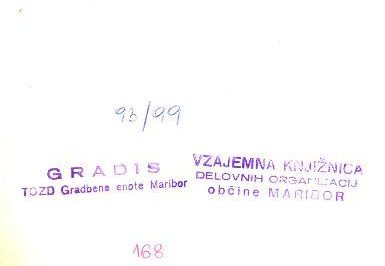 93/99
GRADIS
TOZD Gradbene enote Maribor
VZAJEMNA KNJIŽNICA
DELOVNIH ORGANIZACIJ
občine MARIBOR
168